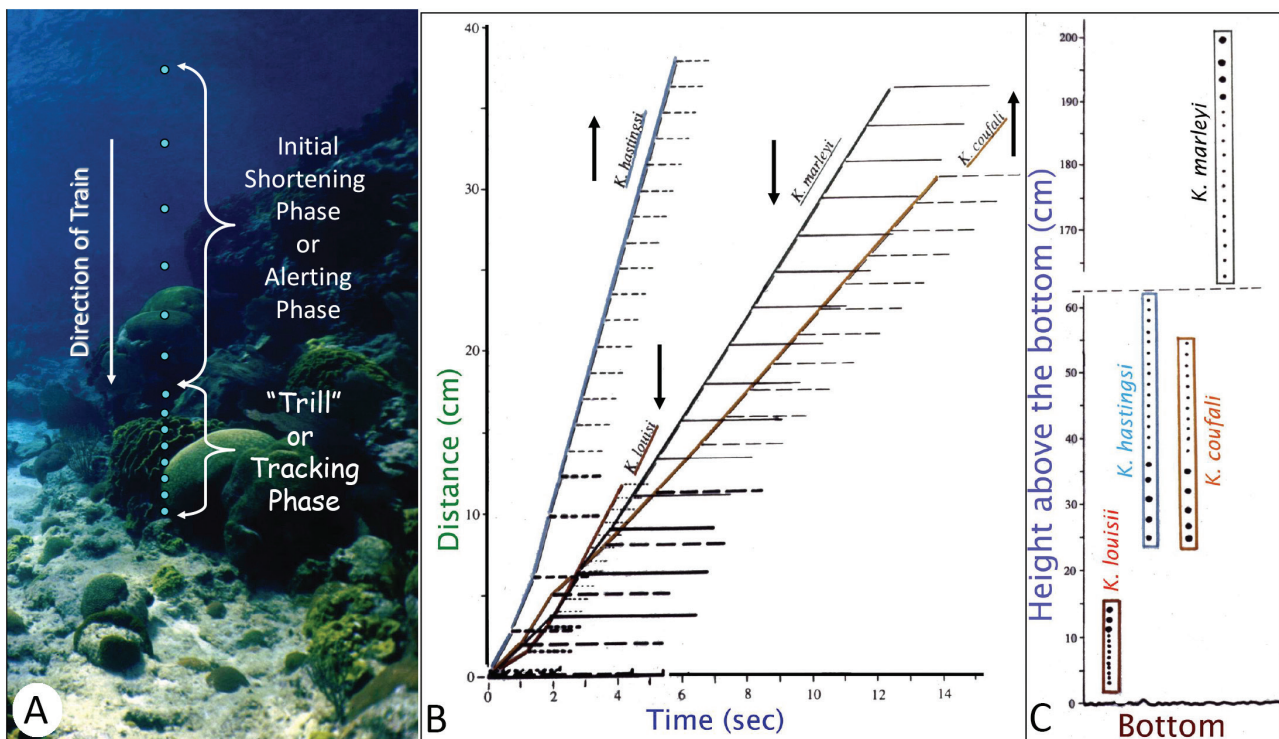 Direction of Train
Initial
Shortening
Phase
or
Alerting
Phase
"Trill"
or
Tracking
Phase
A
40
30
20
10
0
Distance (cm)
K. hastingsi
K. marleyi
K. coufali
K. louisi
0
2
4
6
8
10
12
14
Time (sec)
B
Height above the bottom (cm)
200
190
180
170
60
50
40
30
20
10
0
K. marleyi
K. hastingsi
K. coufali
K. louisii
C
Bottom